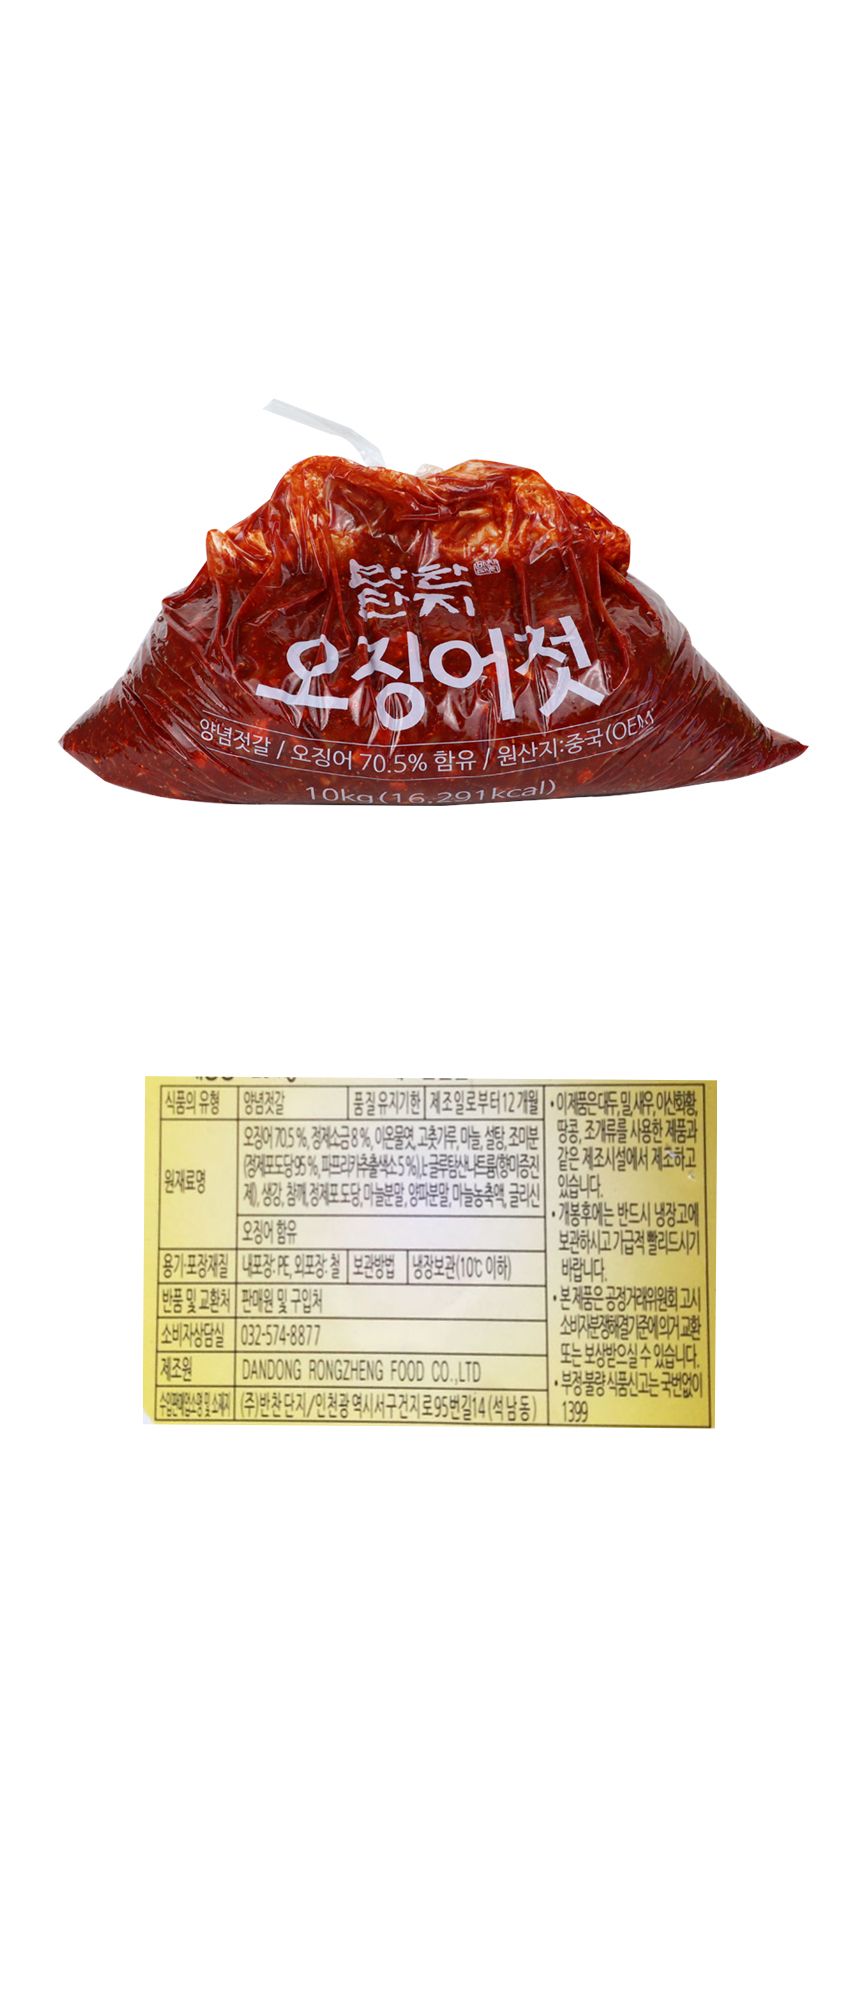 반찬
단지
오징어젓
양념젓갈 / 오징어 70.5% 함유 / 원산지:중국(OEM
10kg(16.291kcal)
식품의 유형 양념젓갈 품질유지기한 제조일로부터12개월
원재료명
오징어70.5%, 정제소금8%, 이온물엿, 고춧가루, 마늘, 설탕, 조미분
(정제포도당95%, 파프리카추출색소5%), L-글루탐산나트륨(향미증진
제), 생강, 참깨, 정제포도당, 마늘분말, 양파분말, 마늘농축액, 글리신
오징어 함유
용기·포장재질 내포장: PE, 외포장: 철 보관방법 냉장보관(10℃ 이하)
반품 및 교환처 판매원 및 구입처
소비자상담실 032-574-8877
제조원 DANDONG RONGZHENG FOOD CO.,LTD
수입판매업소명 및 소재지 (주)반찬단지/인천광역시서구건지로95번길14(석남동)
• 이제품은대두, 밀, 새우, 이산화황,
땅콩, 조개류를 사용한 제품과
같은 제조시설에서 제조하고
있습니다.
• 개봉후에는 반드시 냉장고에
보관하시고 가급적 빨리드시기
바랍니다.
• 본 제품은 공정거래위원회 고시
소비자분쟁해결기준에 의거 교환
또는 보상받으실 수 있습니다.
• 부정·불량 식품신고는 국번없이
1399